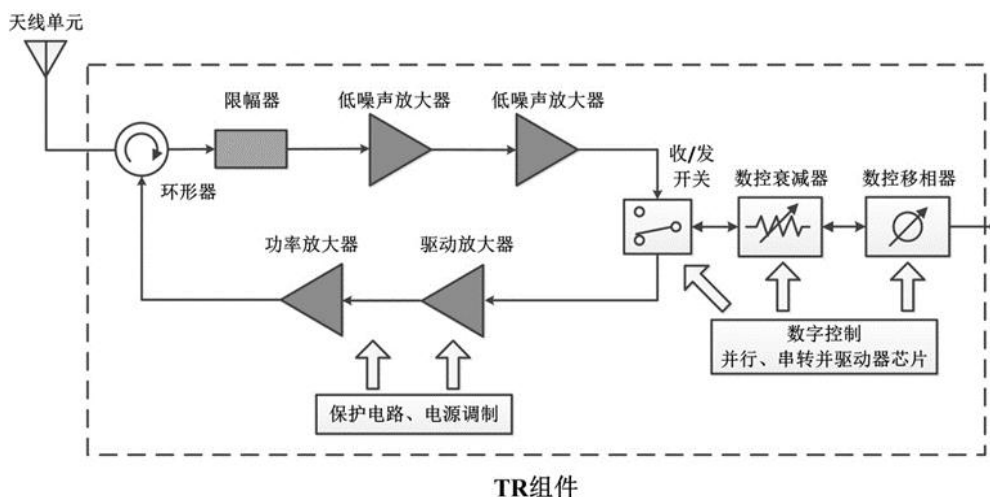 天线单元
限幅器
低噪声放大器
低噪声放大器
环形器
收/发
开关
数控衰减器
数控移相器
功率放大器
驱动放大器
数字控制
并行、串转并驱动器芯片
保护电路、电源调制
TR组件